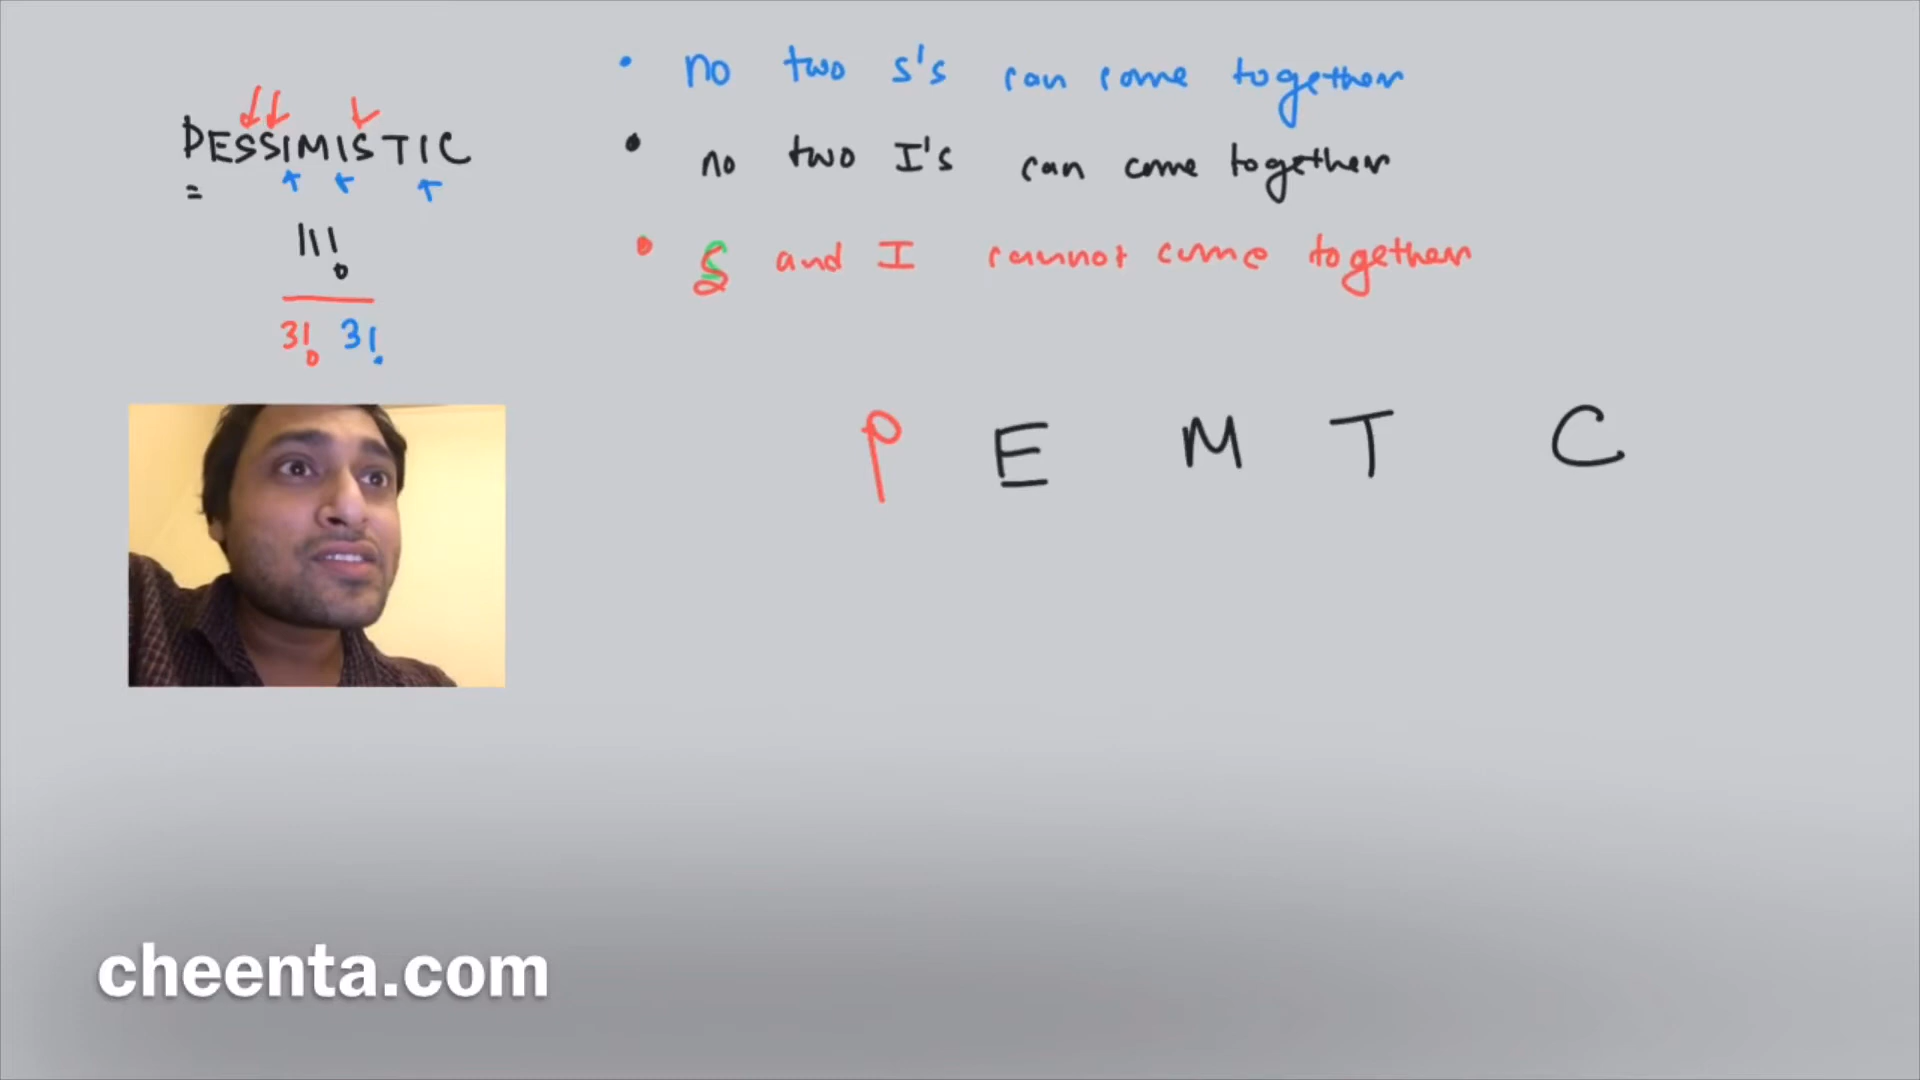 PESSIMISTIC
=
11!
3! 3!
• no two s's can come together
• no two I's can come together
• S and I cannot come together
P E M T C
cheenta.com